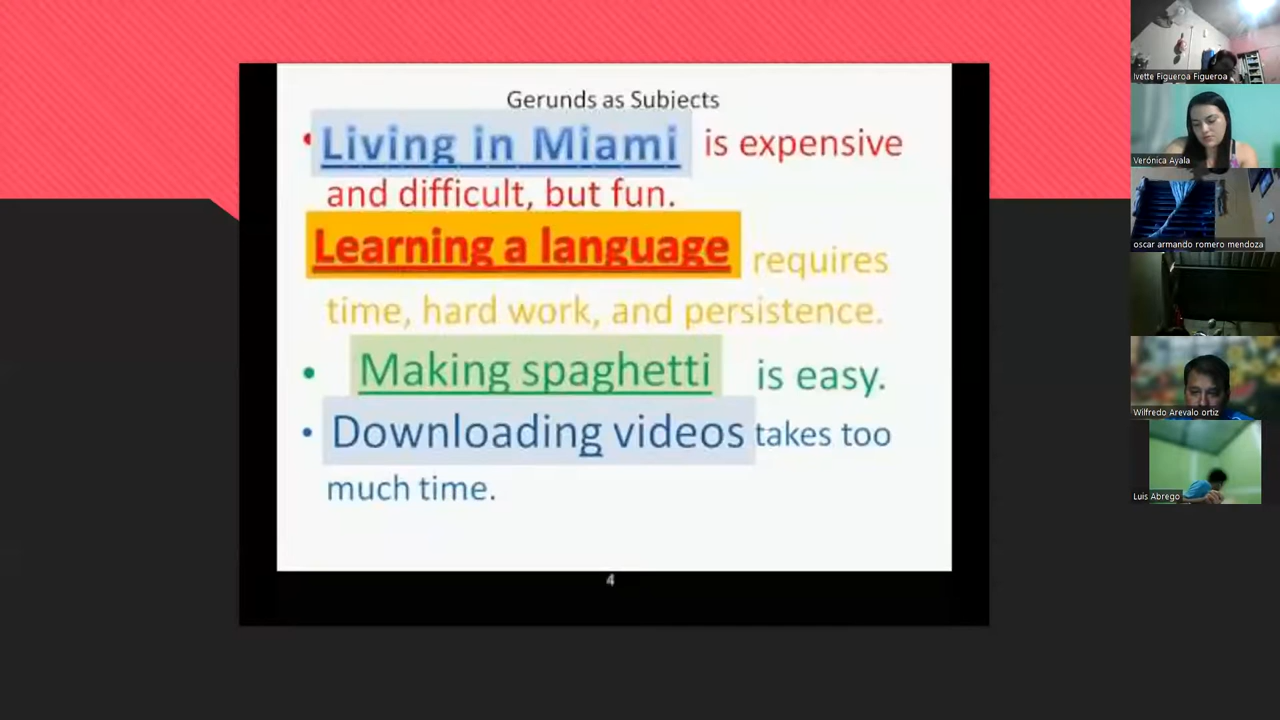 Gerunds as Subjects
• Living in Miami is expensive
and difficult, but fun.
Learning a language requires
time, hard work, and persistence.
• Making spaghetti is easy.
• Downloading videos takes too
much time.
4
Ivette Figueroa Figueroa
Verónica Ayala
oscar armando romero mendoza
Wilfredo Arevalo ortiz
Luis Abrego